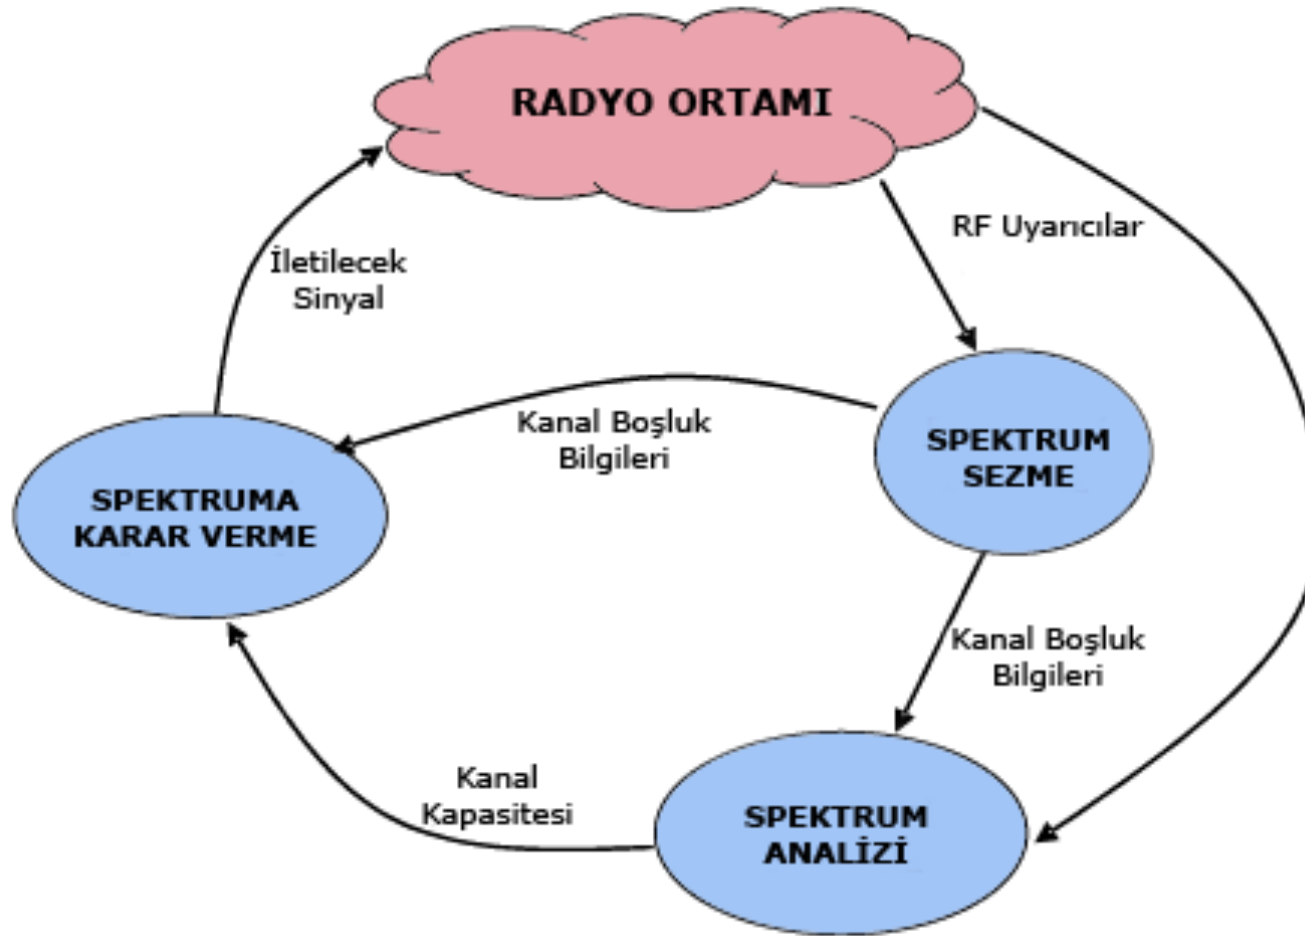 RADYO ORTAMI
RF Uyarıcılar
İletilecek
Sinyal
Kanal Boşluk
Bilgileri
SPEKTRUM
SEZME
SPEKTRUMA
KARAR VERME
Kanal Boşluk
Bilgileri
Kanal
Kapasitesi
SPEKTRUM
ANALİZİ